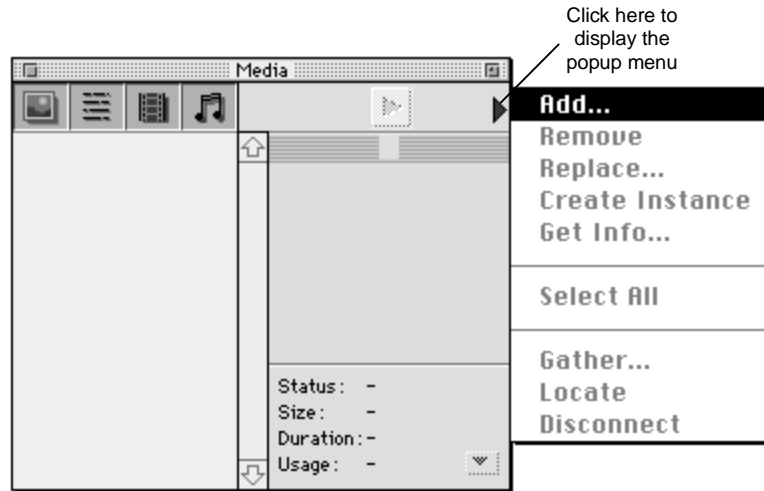 Click here to
display the
popup menu
Media
Add...
Remove
Replace...
Create Instance
Get Info...
Select All
Gather...
Locate
Disconnect
Status: -
Size: -
Duration: -
Usage: -